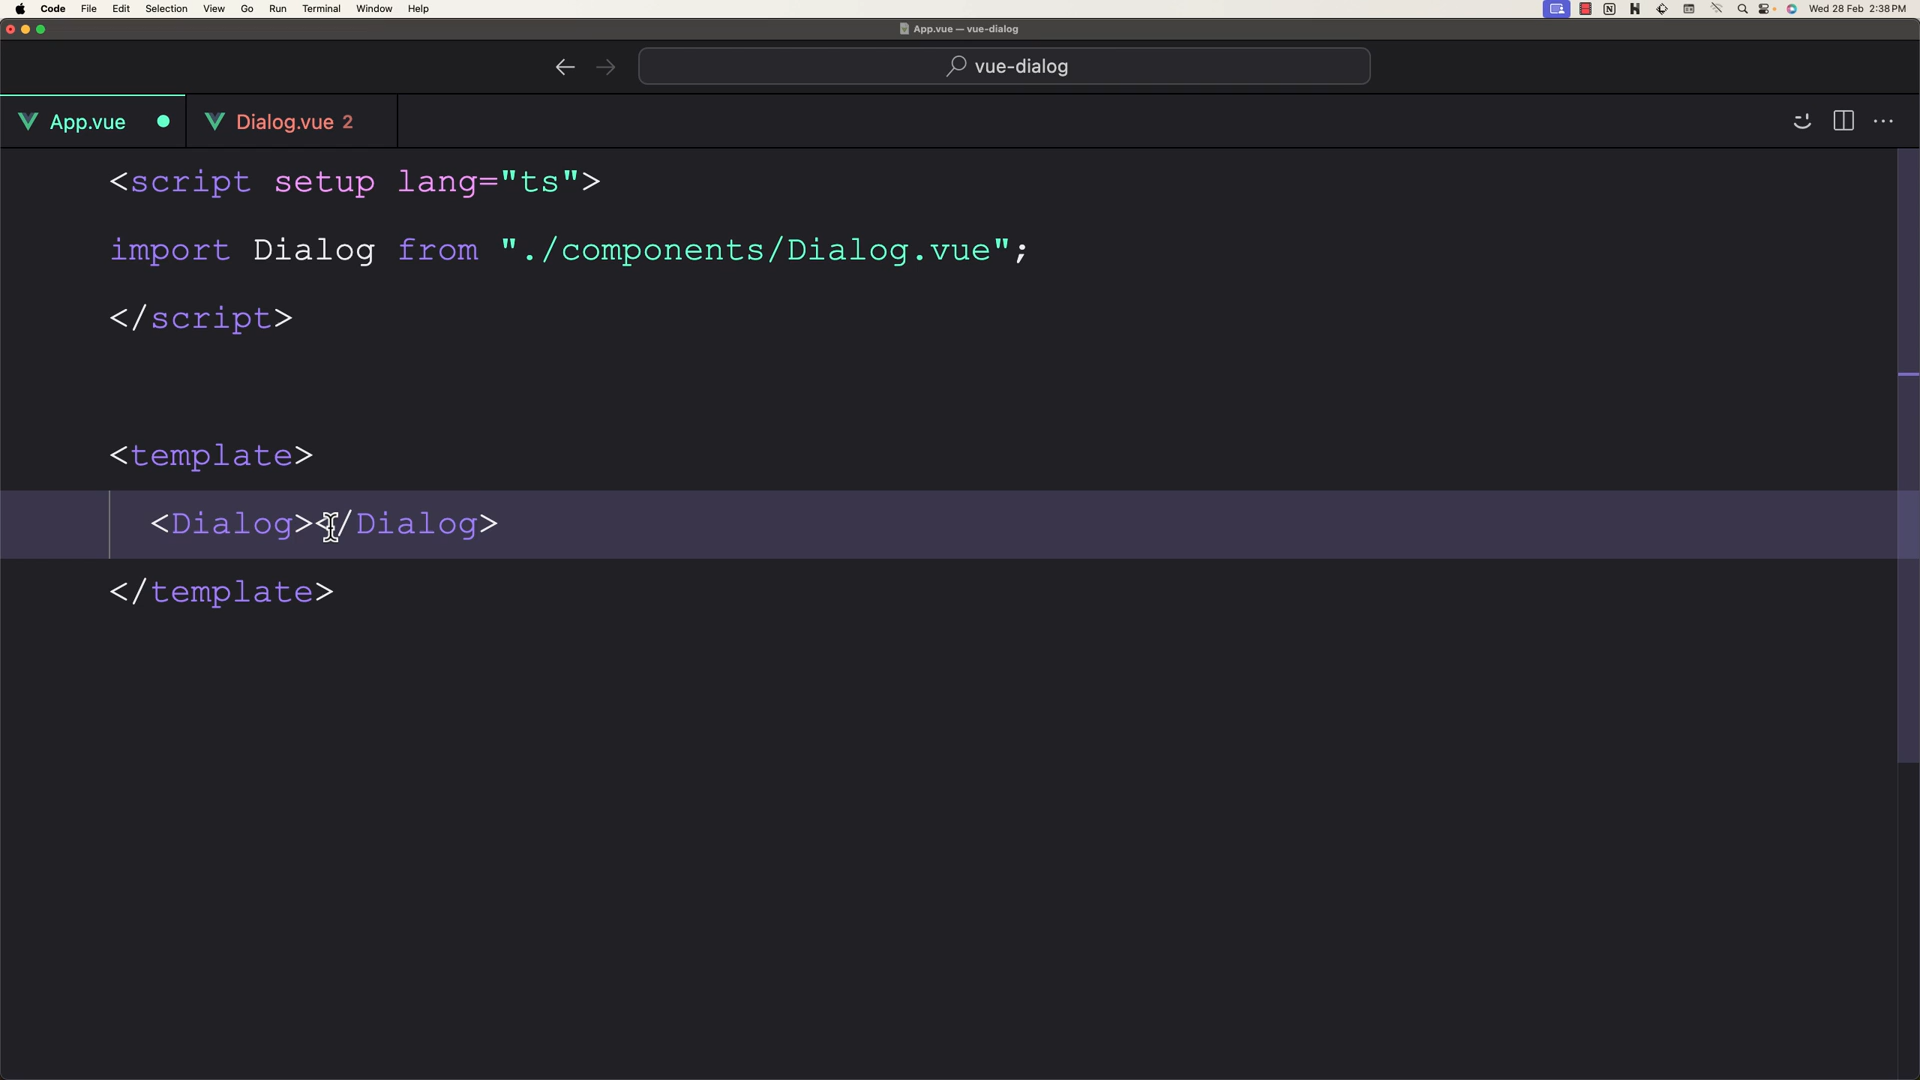 Code File Edit Selection View Go Run Terminal Window Help Wed 28 Feb 2:38 PM
App.vue — vue-dialog
vue-dialog
App.vue Dialog.vue 2
<script setup lang="ts">
import Dialog from "./components/Dialog.vue";
</script>
<template>
<Dialog></Dialog>
</template>